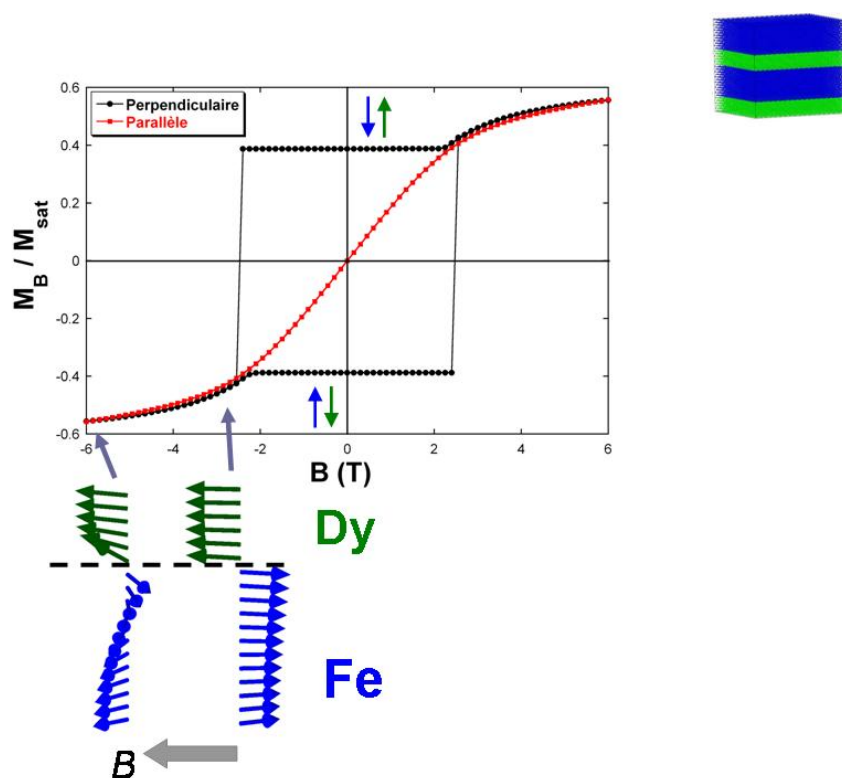 0.6
Perpendiculaire
Parallèle
0.4
0.2
0
-0.2
-0.4
-0.6
M_B / M_sat
-6 -4 -2 0 2 4 6
B (T)
Dy
Fe
B